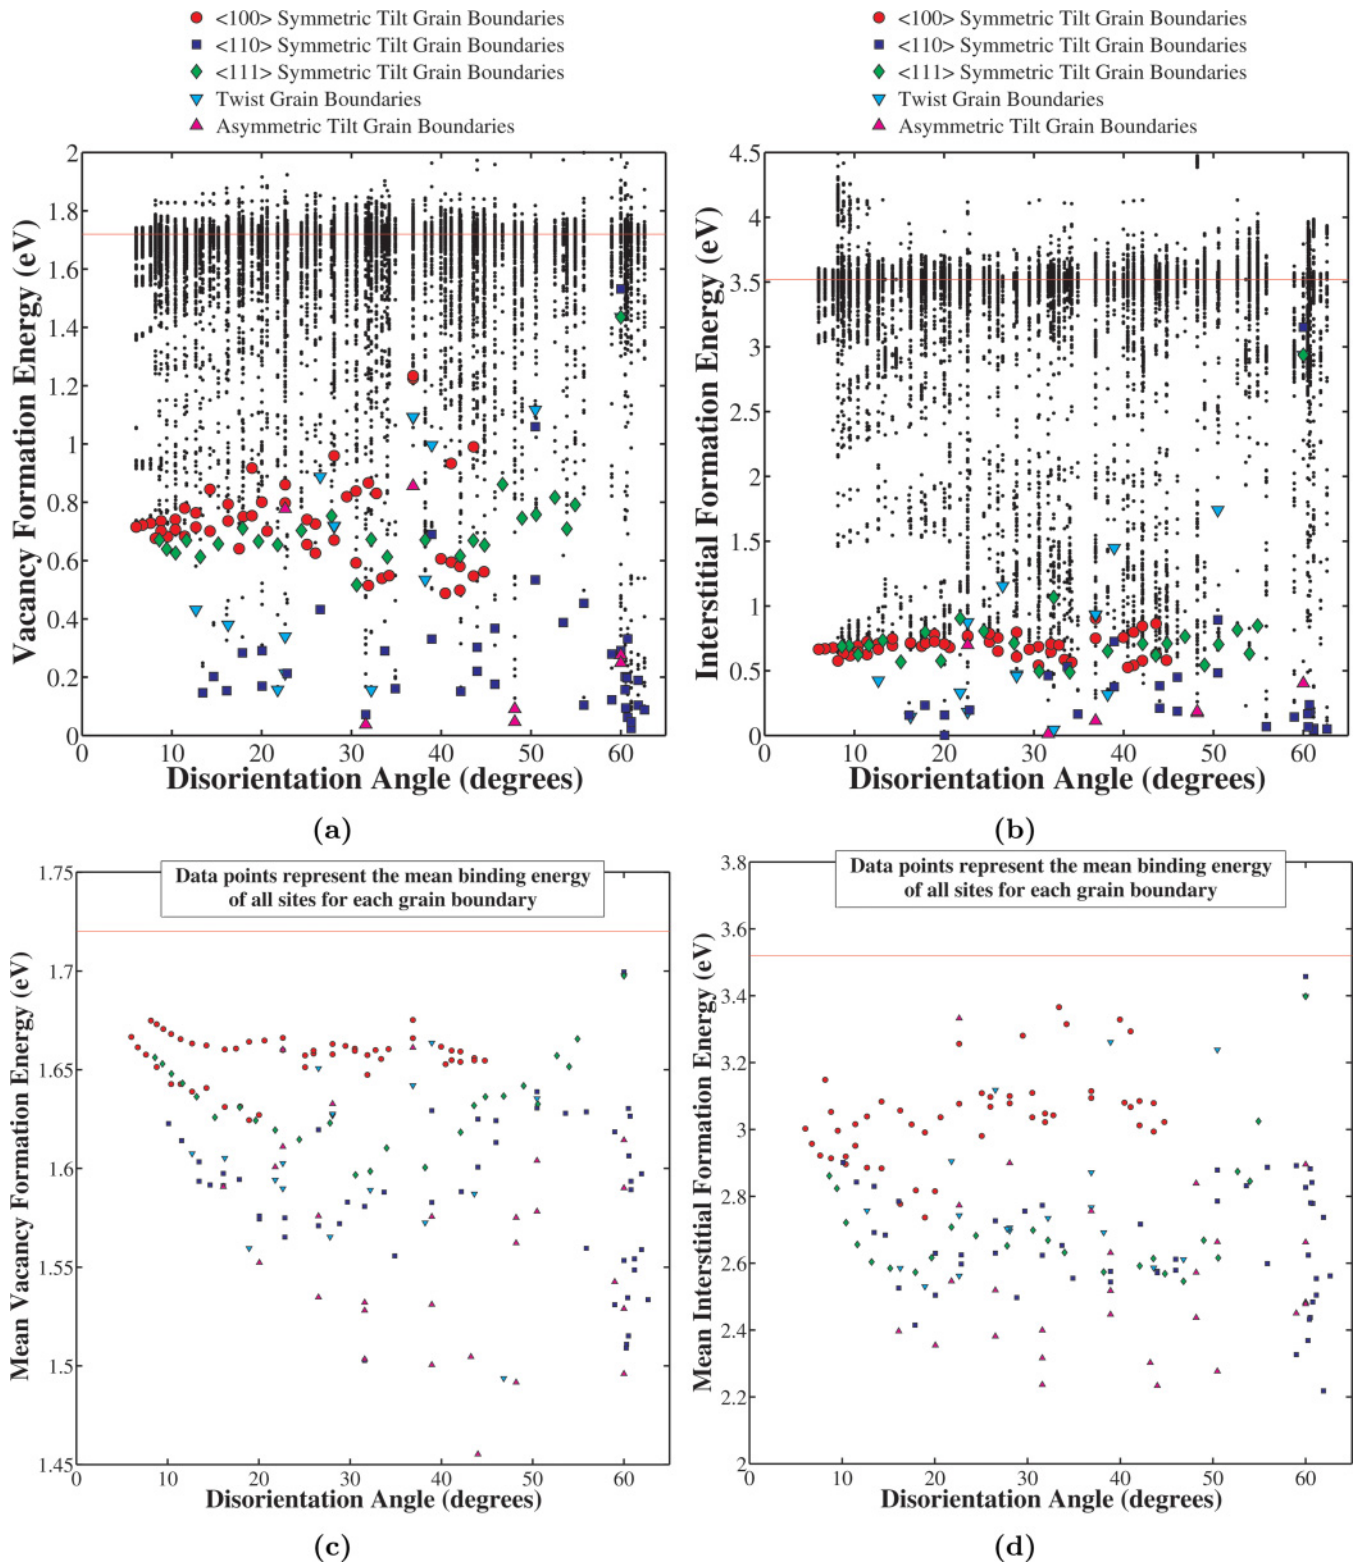 <100> Symmetric Tilt Grain Boundaries
<110> Symmetric Tilt Grain Boundaries
<111> Symmetric Tilt Grain Boundaries
Twist Grain Boundaries
Asymmetric Tilt Grain Boundaries
2
1.8
1.6
1.4
1.2
1
0.8
0.6
0.4
0.2
0
Vacancy Formation Energy (eV)
0 10 20 30 40 50 60
Disorientation Angle (degrees)
(a)
<100> Symmetric Tilt Grain Boundaries
<110> Symmetric Tilt Grain Boundaries
<111> Symmetric Tilt Grain Boundaries
Twist Grain Boundaries
Asymmetric Tilt Grain Boundaries
4.5
4
3.5
3
2.5
2
1.5
1
0.5
0
Interstitial Formation Energy (eV)
0 10 20 30 40 50 60
Disorientation Angle (degrees)
(b)
Data points represent the mean binding energy
of all sites for each grain boundary
1.75
1.7
1.65
1.6
1.55
1.5
1.45
Mean Vacancy Formation Energy (eV)
0 10 20 30 40 50 60
Disorientation Angle (degrees)
(c)
Data points represent the mean binding energy
of all sites for each grain boundary
3.8
3.6
3.4
3.2
3
2.8
2.6
2.4
2.2
2
Mean Interstitial Formation Energy (eV)
0 10 20 30 40 50 60
Disorientation Angle (degrees)
(d)